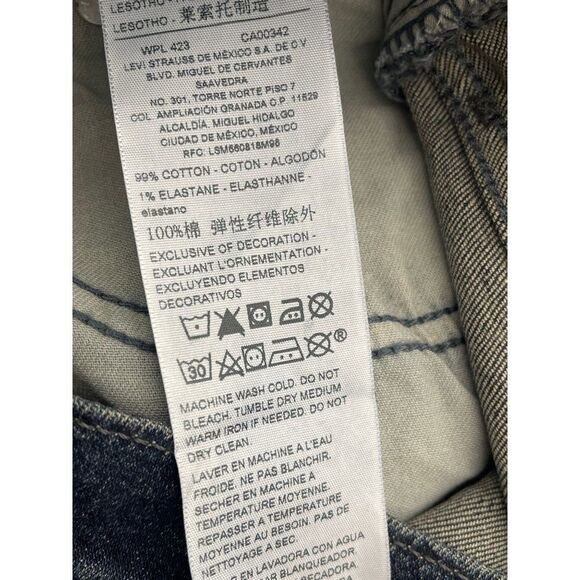 LESOTHO
LESOTHO - 莱索托制造
WPL 423 CA00342
LEVI STRAUSS DE MÉXICO S.A. DE C.V
BLVD. MIGUEL DE CERVANTES
SAAVEDRA
NO. 301, TORRE NORTE PISO 7
COL. AMPLIACIÓN GRANADA C.P. 11529
ALCALDÍA. MIGUEL HIDALGO
CIUDAD DE MÉXICO, MÉXICO
RFC: LSM660818M96
99% COTTON - COTON - ALGODÓN
1% ELASTANE - ELASTHANNE -
elastano
100%棉 弹性纤维除外
EXCLUSIVE OF DECORATION -
EXCLUANT L'ORNEMENTATION -
EXCLUYENDO ELEMENTOS
DECORATIVOS
30 ®
MACHINE WASH COLD. DO NOT
BLEACH. TUMBLE DRY MEDIUM
WARM IRON IF NEEDED. DO NOT
DRY CLEAN.
LAVER EN MACHINE A L'EAU
FROIDE. NE PAS BLANCHIR.
SECHER EN MACHINE A
TEMPERATURE MOYENNE.
REPASSER A TEMPERATURE
MOYENNE AU BESOIN. PAS DE
NETTOYAGE A SEC.
EN LAVADORA CON AGUA
BLANQUEADOR
SECADORA